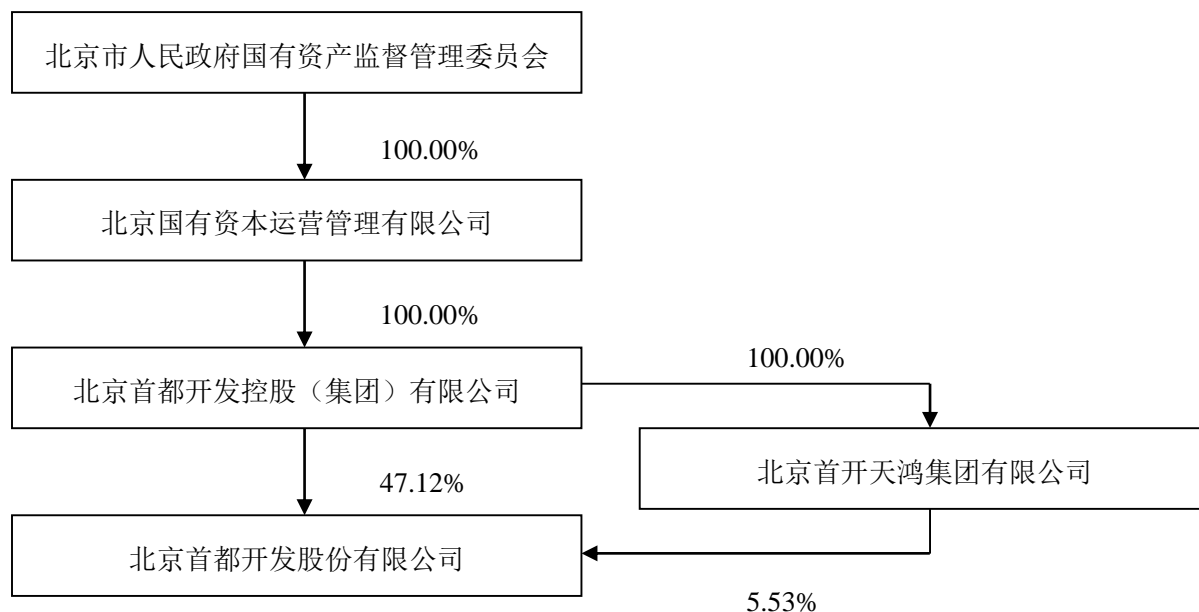 北京市人民政府国有资产监督管理委员会
100.00%
北京国有资本运营管理有限公司
100.00%
北京首都开发控股（集团）有限公司
100.00%
北京首开天鸿集团有限公司
47.12%
北京首都开发股份有限公司
5.53%